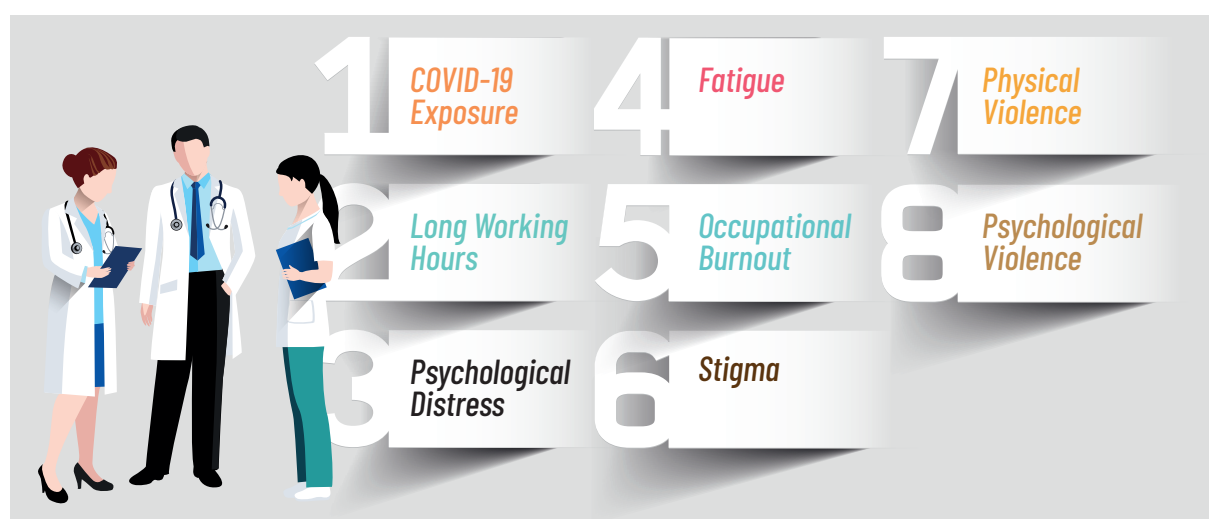 1
COVID-19
Exposure
2
Long Working
Hours
3
Psychological
Distress
4
Fatigue
5
Occupational
Burnout
6
Stigma
7
Physical
Violence
8
Psychological
Violence